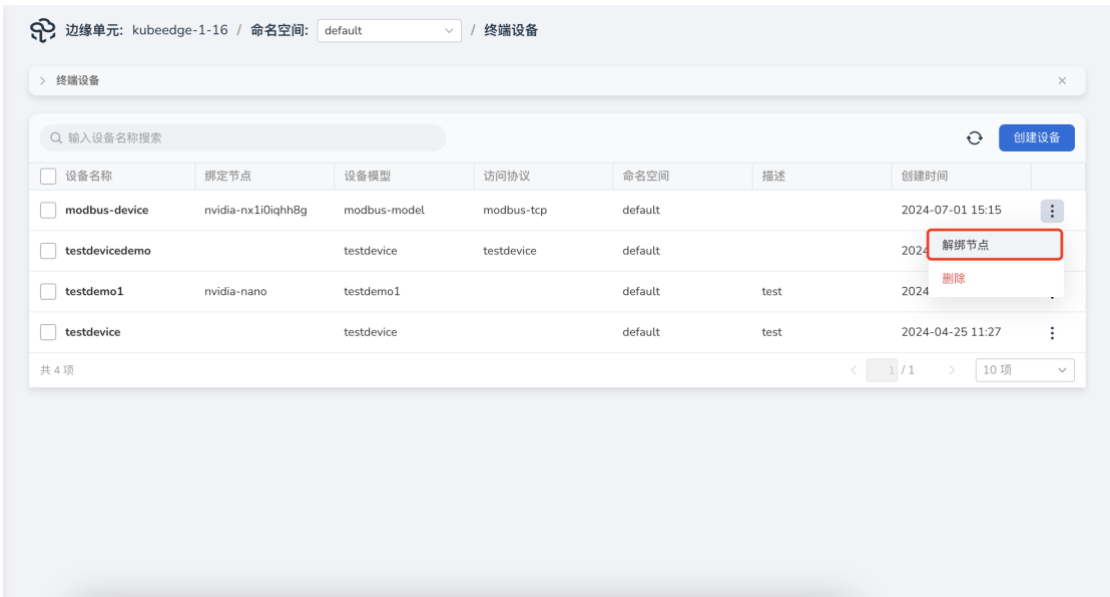 边缘单元: kubeedge-1-16 / 命名空间: default / 终端设备
终端设备
输入设备名称搜索 创建设备
设备名称 绑定节点 设备模型 访问协议 命名空间 描述 创建时间
modbus-device nvidia-nx1i0iqhh8g modbus-model modbus-tcp default 2024-07-01 15:15
解绑节点
testdevicedemo testdevice testdevice default 2024
删除
testdemo1 nvidia-nano testdemo1 default test 2024
testdevice testdevice default test 2024-04-25 11:27
共 4 项 1 / 1 10 项